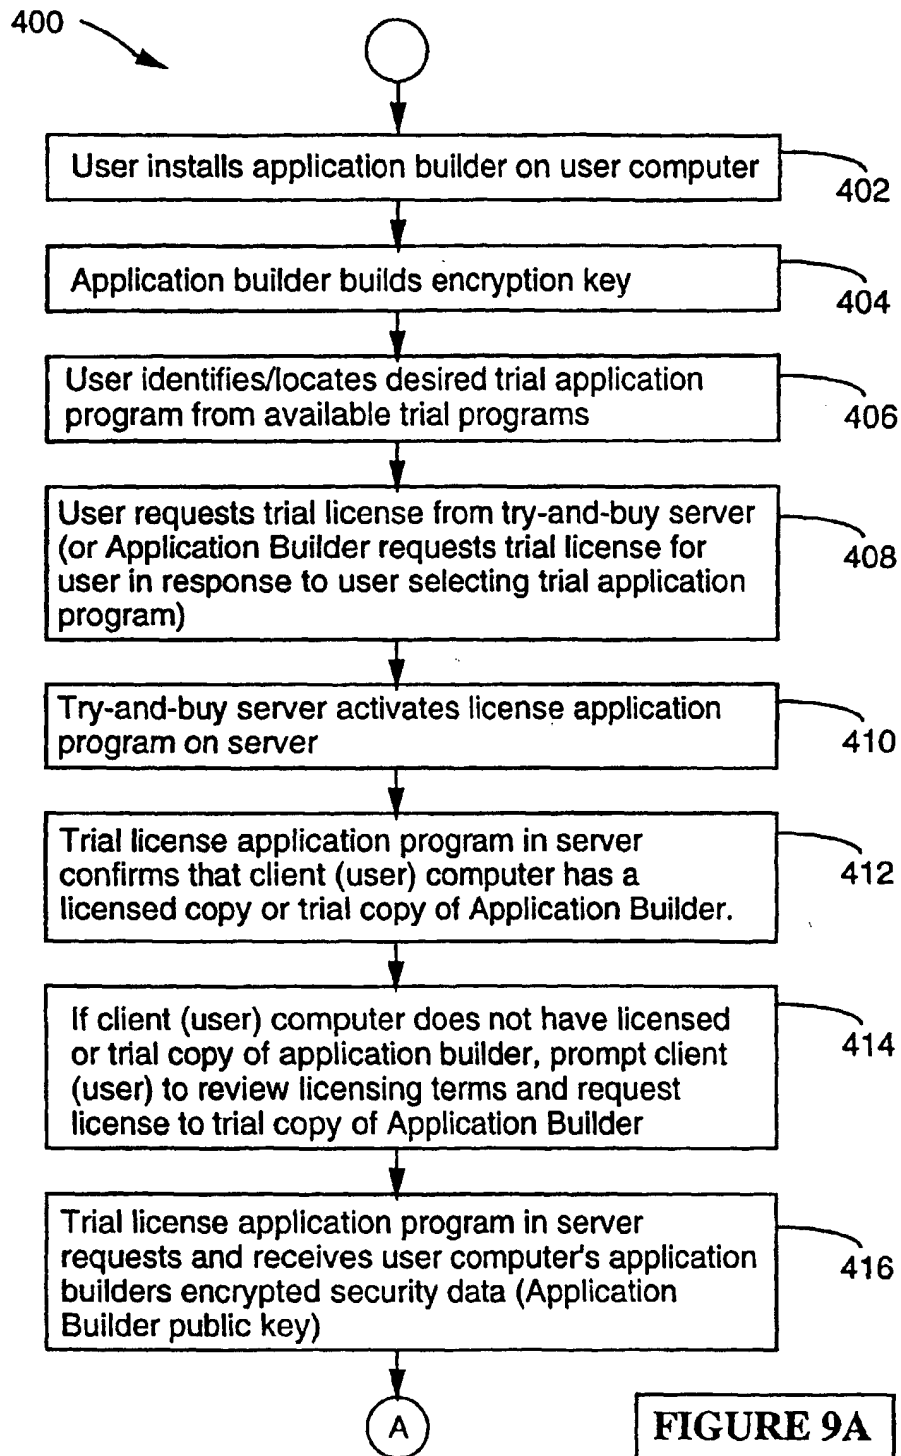 400
User installs application builder on user computer
402
Application builder builds encryption key
404
User identifies/locates desired trial application
program from available trial programs
406
User requests trial license from try-and-buy server
(or Application Builder requests trial license for
user in response to user selecting trial application
program)
408
Try-and-buy server activates license application
program on server
410
Trial license application program in server
confirms that client (user) computer has a
licensed copy or trial copy of Application Builder.
412
If client (user) computer does not have licensed
or trial copy of application builder, prompt client
(user) to review licensing terms and request
license to trial copy of Application Builder
414
Trial license application program in server
requests and receives user computer's application
builders encrypted security data (Application
Builder public key)
416
A
FIGURE 9A